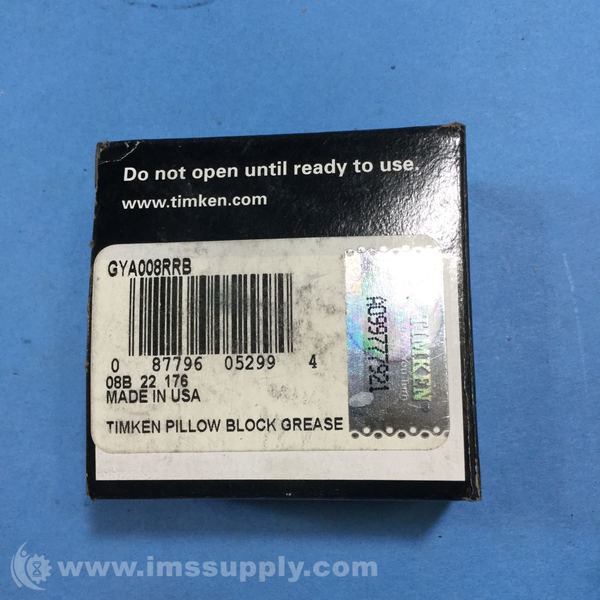 Do not open until ready to use.
www.timken.com
GYA008RRB
0 87796 05299 4
08B 22 176
MADE IN USA
TIMKEN PILLOW BLOCK GREASE
TIMKEN
A099777921
www.imssupply.com